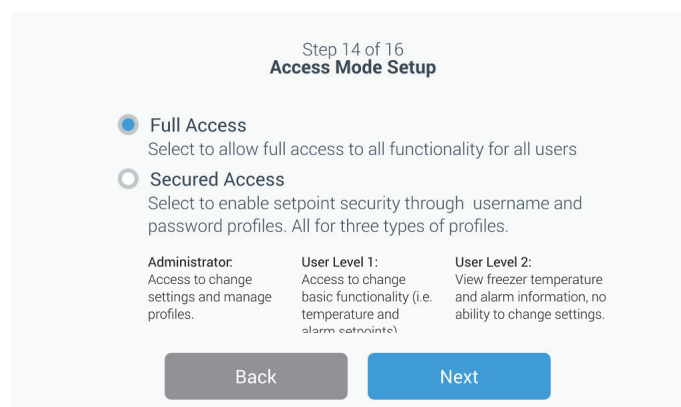 Step 14 of 16
Access Mode Setup
Full Access
Select to allow full access to all functionality for all users
Secured Access
Select to enable setpoint security through username and
password profiles. All for three types of profiles.
Administrator:
Access to change
settings and manage
profiles.
User Level 1:
Access to change
basic functionality (i.e.
temperature and
alarm setpoints)
User Level 2:
View freezer temperature
and alarm information, no
ability to change settings.
Back
Next